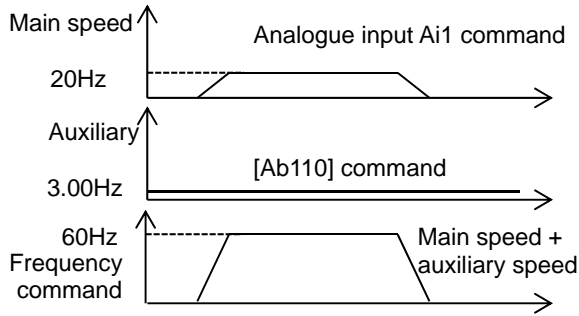 Main speed
Analogue input Ai1 command
20Hz
Auxiliary
[Ab110] command
3.00Hz
60Hz
Main speed +
Frequency
auxiliary speed
command